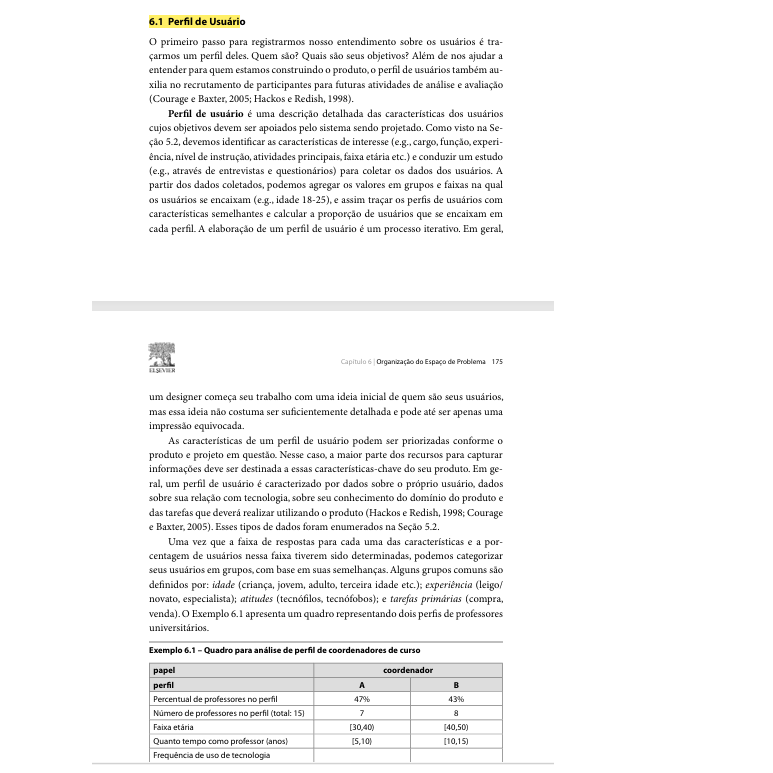 6.1 Perfil de Usuário
O primeiro passo para registrarmos nosso entendimento sobre os usuários é tra-
çarmos um perfil deles. Quem são? Quais são seus objetivos? Além de nos ajudar a
entender para quem estamos construindo o produto, o perfil de usuários também au-
xilia no recrutamento de participantes para futuras atividades de análise e avaliação
(Courage e Baxter, 2005; Hackos e Redish, 1998).
Perfil de usuário é uma descrição detalhada das características dos usuários
cujos objetivos devem ser apoiados pelo sistema sendo projetado. Como visto na Se-
ção 5.2, devemos identificar as características de interesse (e.g., cargo, função, experi-
ência, nível de instrução, atividades principais, faixa etária etc.) e conduzir um estudo
(e.g., através de entrevistas e questionários) para coletar os dados dos usuários. A
partir dos dados coletados, podemos agregar os valores em grupos e faixas na qual
os usuários se encaixam (e.g., idade 18-25), e assim traçar os perfis de usuários com
características semelhantes e calcular a proporção de usuários que se encaixam em
cada perfil. A elaboração de um perfil de usuário é um processo iterativo. Em geral,
ELSEVIER
Capítulo 6 | Organização do Espaço de Problema 175
um designer começa seu trabalho com uma ideia inicial de quem são seus usuários,
mas essa ideia não costuma ser suficientemente detalhada e pode até ser apenas uma
impressão equivocada.
As características de um perfil de usuário podem ser priorizadas conforme o
produto e projeto em questão. Nesse caso, a maior parte dos recursos para capturar
informações deve ser destinada a essas características-chave do seu produto. Em ge-
ral, um perfil de usuário é caracterizado por dados sobre o próprio usuário, dados
sobre sua relação com tecnologia, sobre seu conhecimento do domínio do produto e
das tarefas que deverá realizar utilizando o produto (Hackos e Redish, 1998; Courage
e Baxter, 2005). Esses tipos de dados foram enumerados na Seção 5.2.
Uma vez que a faixa de respostas para cada uma das características e a por-
centagem de usuários nessa faixa tiverem sido determinadas, podemos categorizar
seus usuários em grupos, com base em suas semelhanças. Alguns grupos comuns são
definidos por: idade (criança, jovem, adulto, terceira idade etc.); experiência (leigo/
novato, especialista); atitudes (tecnófilos, tecnófobos); e tarefas primárias (compra,
venda). O Exemplo 6.1 apresenta um quadro representando dois perfis de professores
universitários.
Exemplo 6.1 – Quadro para análise de perfil de coordenadores de curso
papel coordenador
perfil A B
Percentual de professores no perfil 47% 43%
Número de professores no perfil (total: 15) 7 8
Faixa etária [30,40) [40,50)
Quanto tempo como professor (anos) [5,10) [10,15)
Frequência de uso de tecnologia